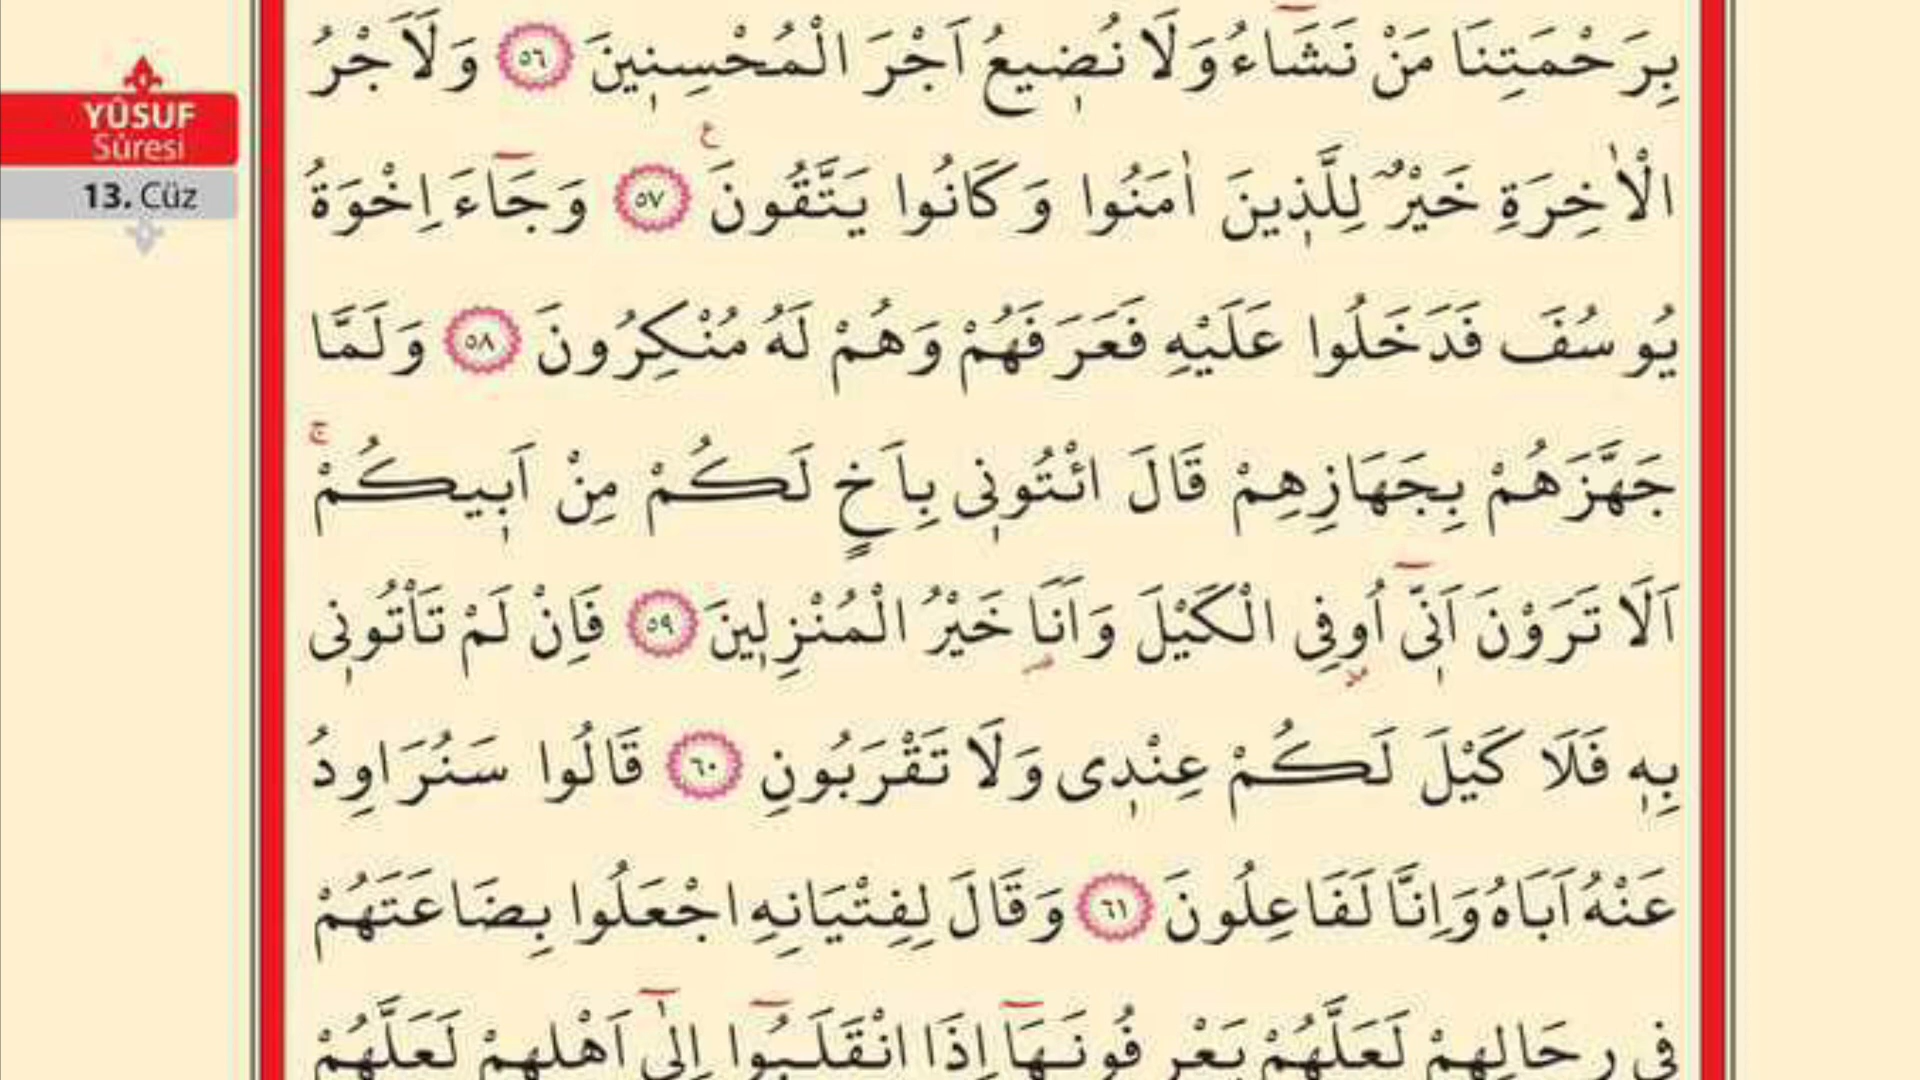 YÛSUF
Sûresi
13. Cüz
بِرَحْمَتِنَا مَنْ نَشَٓاءُ وَلَا نُضٖيعُ اَجْرَ الْمُحْسِنٖينَ ﴿٥٦﴾ وَلَاَجْرُ
الْاٰخِرَةِ خَيْرٌ لِلَّذٖينَ اٰمَنُوا وَكَانُوا يَتَّقُونَ ع ﴿٥٧﴾ وَجَٓاءَ اِخْوَةُ
يُوسُفَ فَدَخَلُوا عَلَيْهِ فَعَرَفَهُمْ وَهُمْ لَهُ مُنْكِرُونَ ﴿٥٨﴾ وَلَمَّا
جَهَّزَهُمْ بِجَهَازِهِمْ قَالَ ائْتُونٖى بِاَخٍ لَكُمْ مِنْ اَبٖيكُمْۚ
اَلَا تَرَوْنَ اَنّٖٓى اُوفِى الْكَيْلَ وَاَنَا خَيْرُ الْمُنْزِلٖينَ ﴿٥٩﴾ فَاِنْ لَمْ تَأْتُونٖى
بِهٖ فَلَا كَيْلَ لَكُمْ عِنْدٖى وَلَا تَقْرَبُونِ ﴿٦٠﴾ قَالُوا سَنُرَاوِدُ
عَنْهُ اَبَاهُ وَاِنَّا لَفَاعِلُونَ ﴿٦١﴾ وَقَالَ لِفِتْيَانِهِ اجْعَلُوا بِضَاعَتَهُمْ
فٖى رِحَالِهِمْ لَعَلَّهُمْ يَعْرِفُونَهَٓا اِذَا انْقَلَبُٓوا اِلٰٓى اَهْلِهِمْ لَعَلَّهُمْ